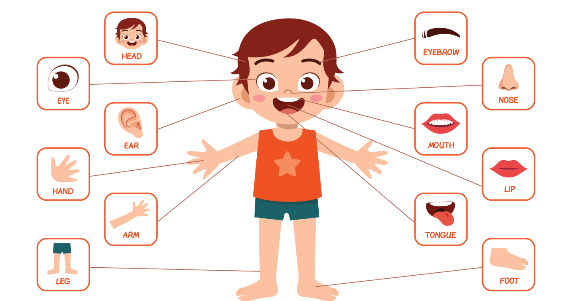 HEAD
EYEBROW
EYE
NOSE
EAR
MOUTH
HAND
LIP
ARM
TONGUE
LEG
FOOT